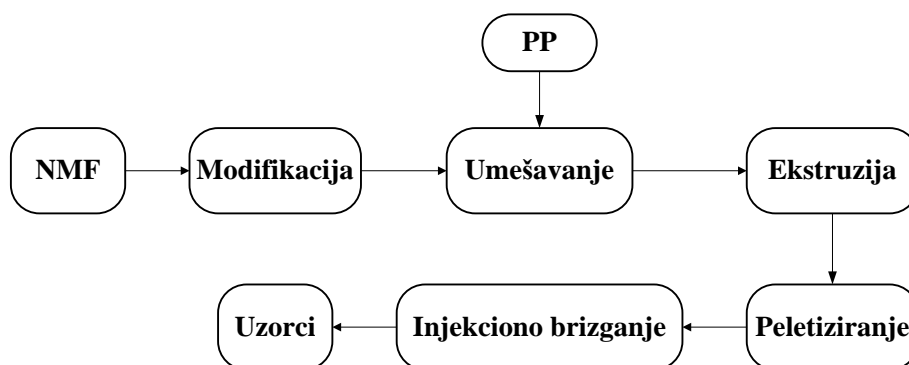 PP
NMF
Modifikacija
Umešavanje
Ekstruzija
Uzorci
Injekciono brizganje
Peletiziranje